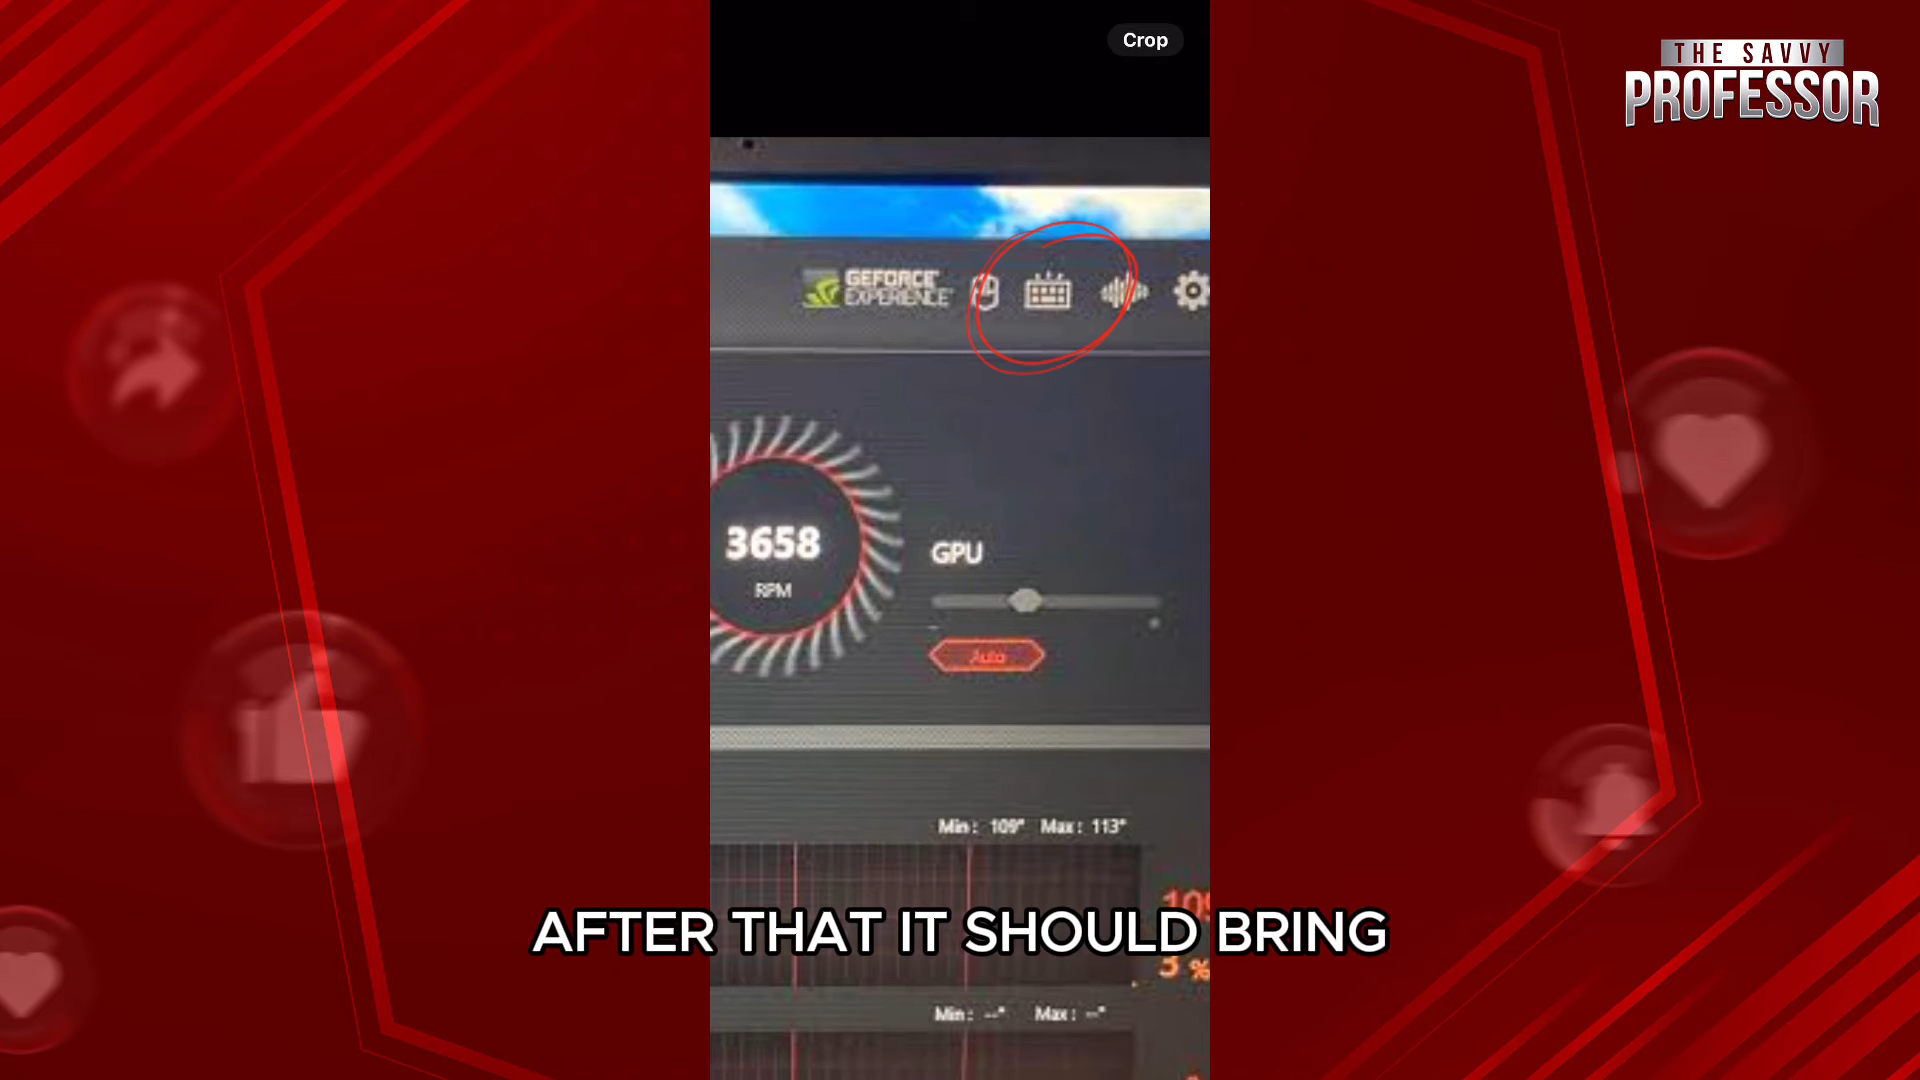 Crop
THE SAVVY
PROFESSOR
GEFORCE
EXPERIENCE
3658
RPM
GPU
Auto
Min: 109° Max: 113°
AFTER THAT IT SHOULD BRING
Min: --° Max: --°